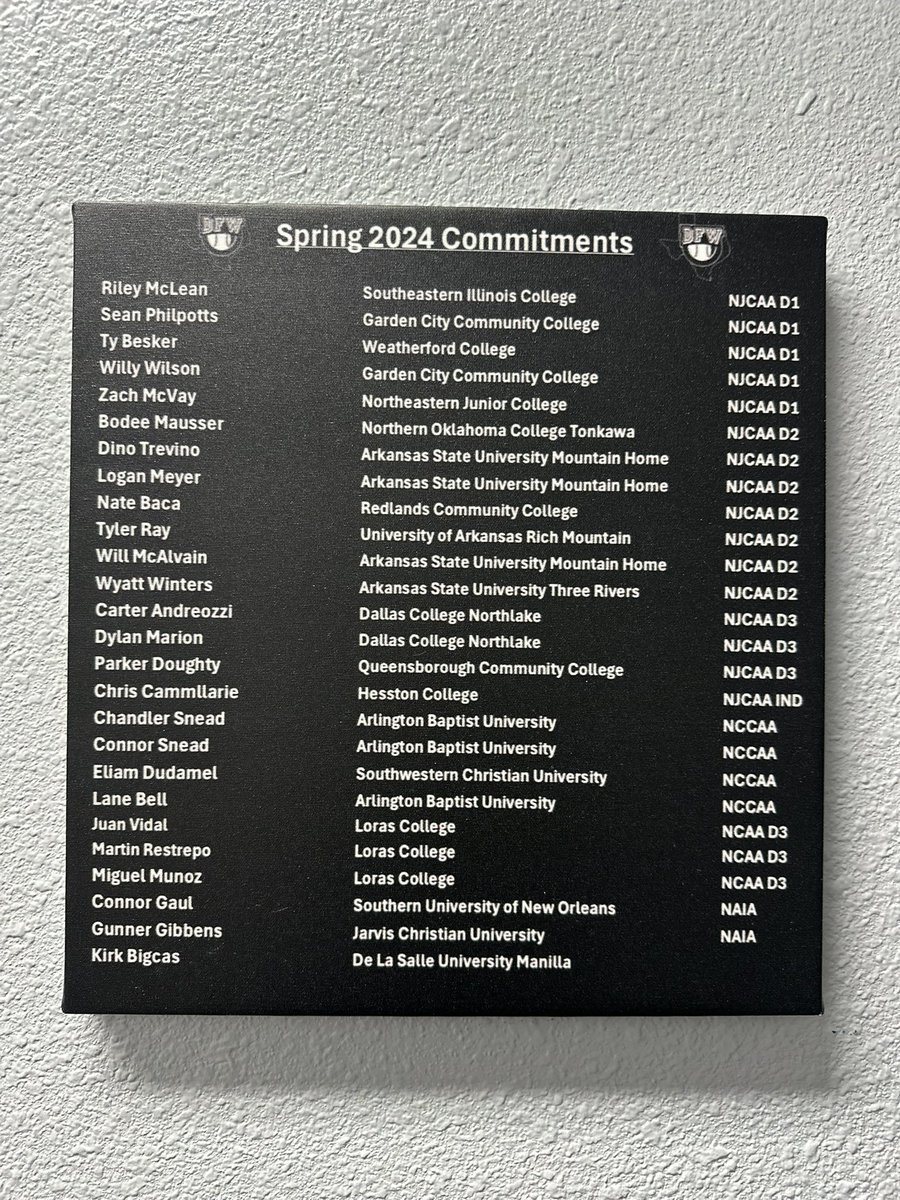 DFW Spring 2024 Commitments DFW
Riley McLean Southeastern Illinois College NJCAA D1
Sean Philpotts Garden City Community College NJCAA D1
Ty Besker Weatherford College NJCAA D1
Willy Wilson Garden City Community College NJCAA D1
Zach McVay Northeastern Junior College NJCAA D1
Bodee Mausser Northern Oklahoma College Tonkawa NJCAA D2
Dino Trevino Arkansas State University Mountain Home NJCAA D2
Logan Meyer Arkansas State University Mountain Home NJCAA D2
Nate Baca Redlands Community College NJCAA D2
Tyler Ray University of Arkansas Rich Mountain NJCAA D2
Will McAlvain Arkansas State University Mountain Home NJCAA D2
Wyatt Winters Arkansas State University Three Rivers NJCAA D2
Carter Andreozzi Dallas College Northlake NJCAA D3
Dylan Marion Dallas College Northlake NJCAA D3
Parker Doughty Queensborough Community College NJCAA D3
Chris Cammllarie Hesston College NJCAA IND
Chandler Snead Arlington Baptist University NCCAA
Connor Snead Arlington Baptist University NCCAA
Eliam Dudamel Southwestern Christian University NCCAA
Lane Bell Arlington Baptist University NCCAA
Juan Vidal Loras College NCAA D3
Martin Restrepo Loras College NCAA D3
Miguel Munoz Loras College NCAA D3
Connor Gaul Southern University of New Orleans NAIA
Gunner Gibbens Jarvis Christian University NAIA
Kirk Bigcas De La Salle University Manilla